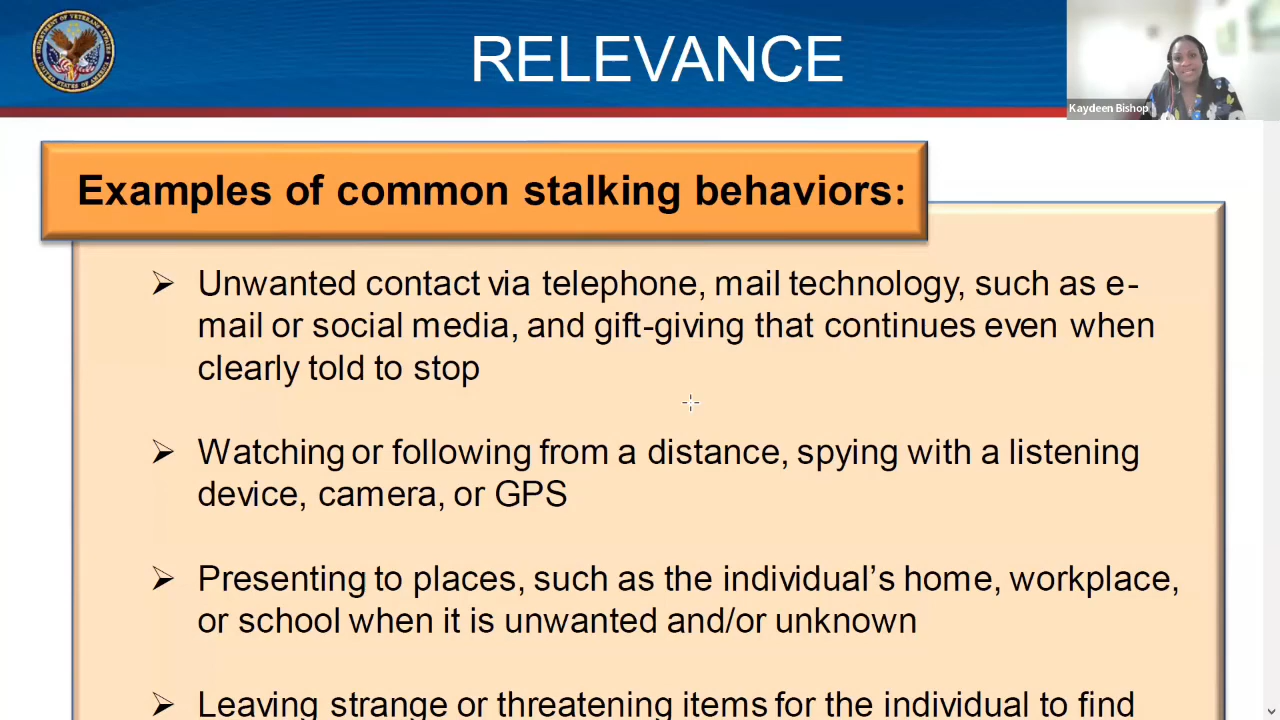 RELEVANCE
Kaydeen Bishop
Examples of common stalking behaviors:
➢ Unwanted contact via telephone, mail technology, such as e-
mail or social media, and gift-giving that continues even when
clearly told to stop
➢ Watching or following from a distance, spying with a listening
device, camera, or GPS
➢ Presenting to places, such as the individual’s home, workplace,
or school when it is unwanted and/or unknown
➢ Leaving strange or threatening items for the individual to find